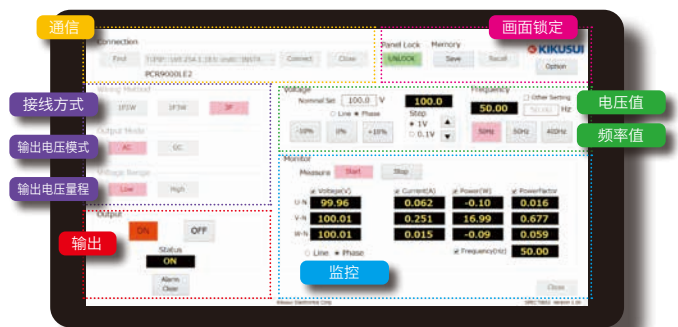 通信
画面锁定
Connection
Panel Lock
Memory
KIKUSUI
Find
Connect
Close
UNLOCK
Save
Recall
Option
PCR9000LE2
Wiring Method
接线方式
1P1W
1P3W
3P
Voltage
Nominal Set
100.0
V
100.0
Line
Phase
Step
1V
0.1V
-10%
0%
+10%
Frequency
50.00
Other Setting
50.00
Hz
50Hz
60Hz
400Hz
电压值
频率值
Output Mode
输出电压模式
AC
DC
Voltage Range
输出电压量程
Low
High
Monitor
Measure
Start
Stop
Voltage(V)
Current(A)
Power(W)
PowerFactor
U-N
99.96
0.062
-0.10
0.016
V-N
100.01
0.251
16.99
0.677
W-N
100.01
0.015
-0.09
0.059
Line
Phase
Frequency(Hz)
50.00
监控
Close
Output
ON
OFF
输出
Status
ON
Alarm
Clear
Kikusui Electronics Corp.